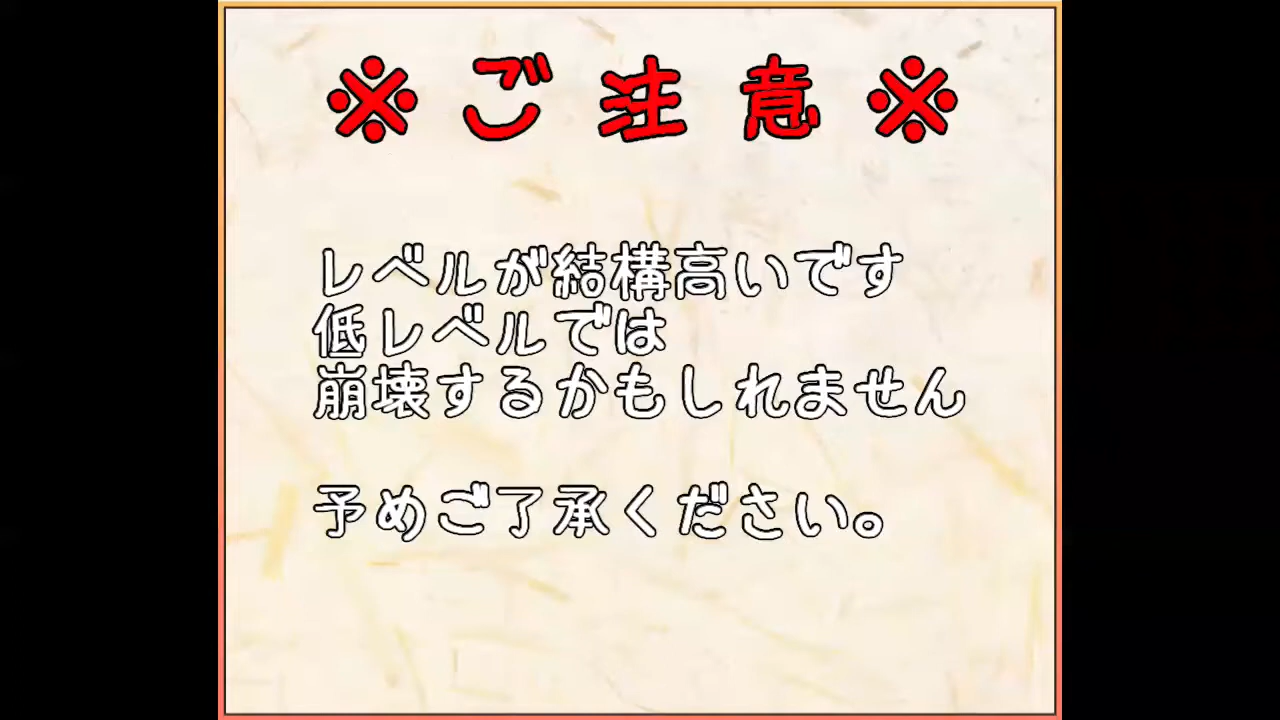 ※ご注意※
レベルが結構高いです
低レベルでは
崩壊するかもしれません
予めご了承ください。